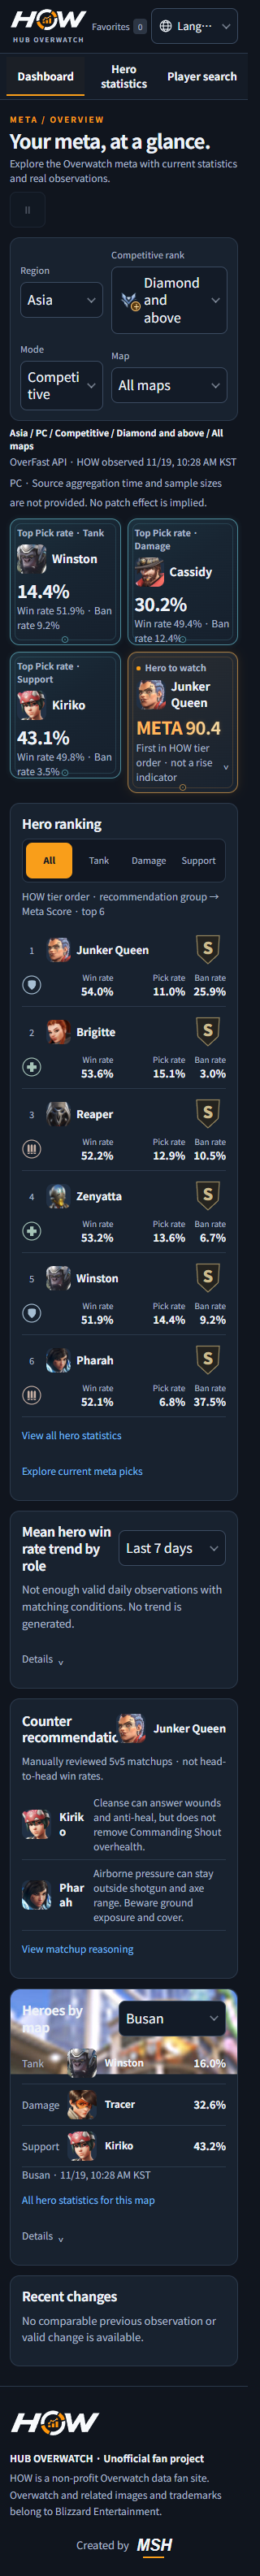 HOW
HUB OVERWATCH
Favorites 0
Lang···
Dashboard
Hero
statistics
Player search
META / OVERVIEW
Your meta, at a glance.
Explore the Overwatch meta with current statistics
and real observations.
Region
Asia
Competitive rank
Diamond
and
above
Mode
Competi
tive
Map
All maps
Asia / PC / Competitive / Diamond and above / All
maps
OverFast API · HOW observed 11/19, 10:28 AM KST
PC · Source aggregation time and sample sizes
are not provided. No patch effect is implied.
Top Pick rate · Tank
Winston
14.4%
Win rate 51.9% · Ban
rate 9.2%
Top Pick rate ·
Damage
Cassidy
30.2%
Win rate 49.4% · Ban
rate 12.4%
Top Pick rate ·
Support
Kiriko
43.1%
Win rate 49.8% · Ban
rate 3.5%
Hero to watch
Junker
Queen
META 90.4
First in HOW tier
order · not a rise
indicator
Hero ranking
All
Tank
Damage
Support
HOW tier order · recommendation group →
Meta Score · top 6
1 Junker Queen S
Win rate Pick rate Ban rate
54.0% 11.0% 25.9%
2 Brigitte S
Win rate Pick rate Ban rate
53.6% 15.1% 3.0%
3 Reaper S
Win rate Pick rate Ban rate
52.2% 12.9% 10.5%
4 Zenyatta S
Win rate Pick rate Ban rate
53.2% 13.6% 6.7%
5 Winston S
Win rate Pick rate Ban rate
51.9% 14.4% 9.2%
6 Pharah S
Win rate Pick rate Ban rate
52.1% 6.8% 37.5%
View all hero statistics
Explore current meta picks
Mean hero win
rate trend by
role
Last 7 days
Not enough valid daily observations with
matching conditions. No trend is
generated.
Details
Counter
recommendatic
Junker Queen
Manually reviewed 5v5 matchups · not head-
to-head win rates.
Kirik
o
Cleanse can answer wounds
and anti-heal, but does not
remove Commanding Shout
overhealth.
Phar
ah
Airborne pressure can stay
outside shotgun and axe
range. Beware ground
exposure and cover.
View matchup reasoning
Heroes by
map
Busan
Tank Winston 16.0%
Damage Tracer 32.6%
Support Kiriko 43.2%
Busan · 11/19, 10:28 AM KST
All hero statistics for this map
Details
Recent changes
No comparable previous observation or
valid change is available.
HOW
HUB OVERWATCH · Unofficial fan project
HOW is a non-profit Overwatch data fan site.
Overwatch and related images and trademarks
belong to Blizzard Entertainment.
Created by MSH